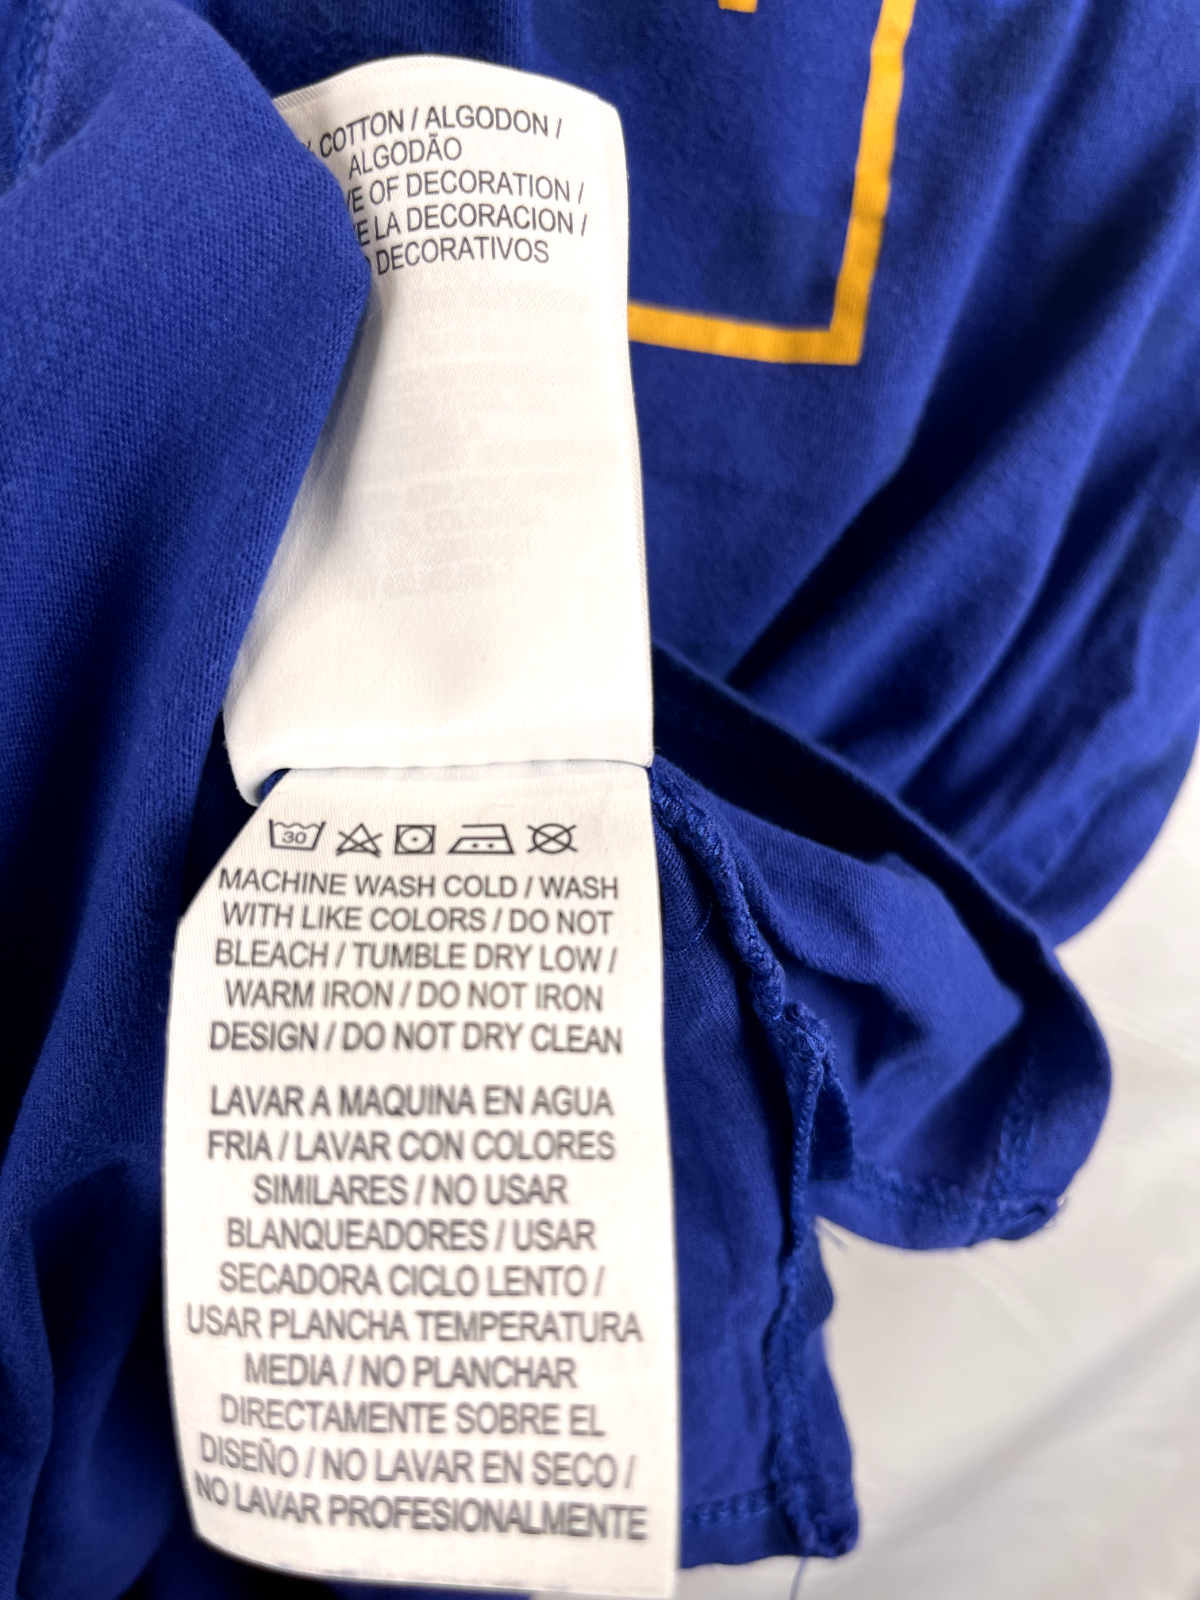 COTTON / ALGODON /
ALGODÃO
OF DECORATION /
LA DECORACION /
DECORATIVOS
30
MACHINE WASH COLD / WASH
WITH LIKE COLORS / DO NOT
BLEACH / TUMBLE DRY LOW /
WARM IRON / DO NOT IRON
DESIGN / DO NOT DRY CLEAN
LAVAR A MAQUINA EN AGUA
FRIA / LAVAR CON COLORES
SIMILARES / NO USAR
BLANQUEADORES / USAR
SECADORA CICLO LENTO /
USAR PLANCHA TEMPERATURA
MEDIA / NO PLANCHAR
DIRECTAMENTE SOBRE EL
DISEÑO / NO LAVAR EN SECO /
NO LAVAR PROFESIONALMENTE